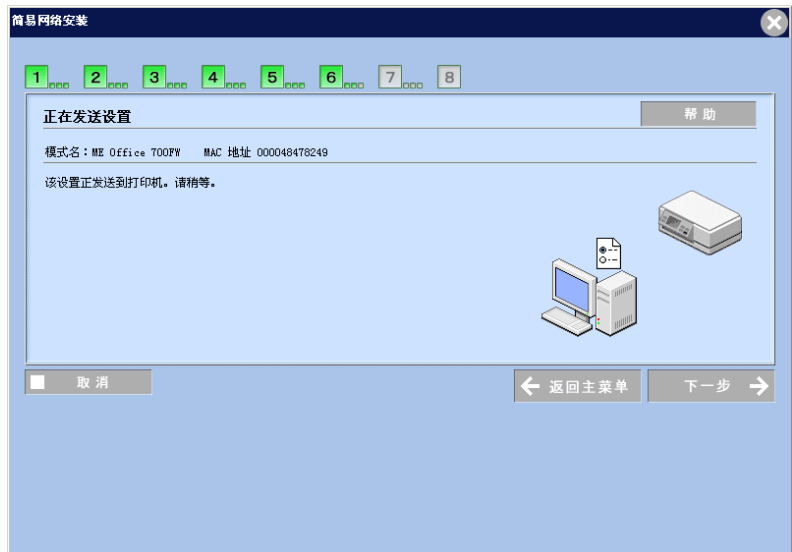 简易网络安装
1 2 3 4 5 6 7 8
正在发送设置
帮助
模式名：ME Office 700FW MAC 地址 000048478249
该设置正发送到打印机。请稍等。
取消
返回主菜单
下一步